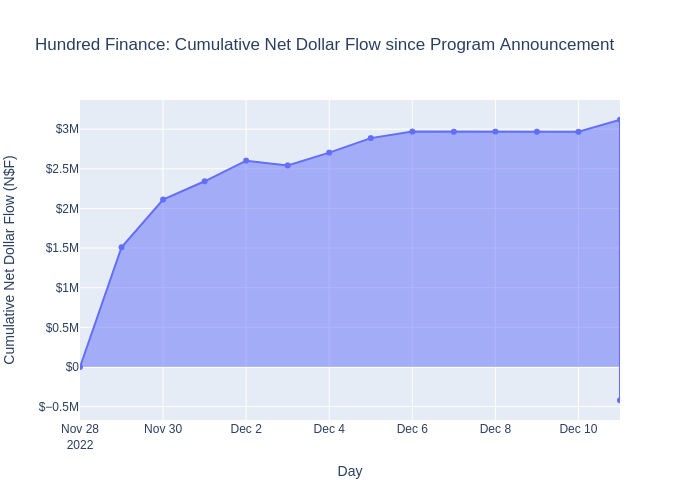 Hundred Finance: Cumulative Net Dollar Flow since Program Announcement
Cumulative Net Dollar Flow (N$F)
$3M
$2.5M
$2M
$1.5M
$1M
$0.5M
$0
$−0.5M
Nov 28
2022
Nov 30
Dec 2
Dec 4
Dec 6
Dec 8
Dec 10
Day